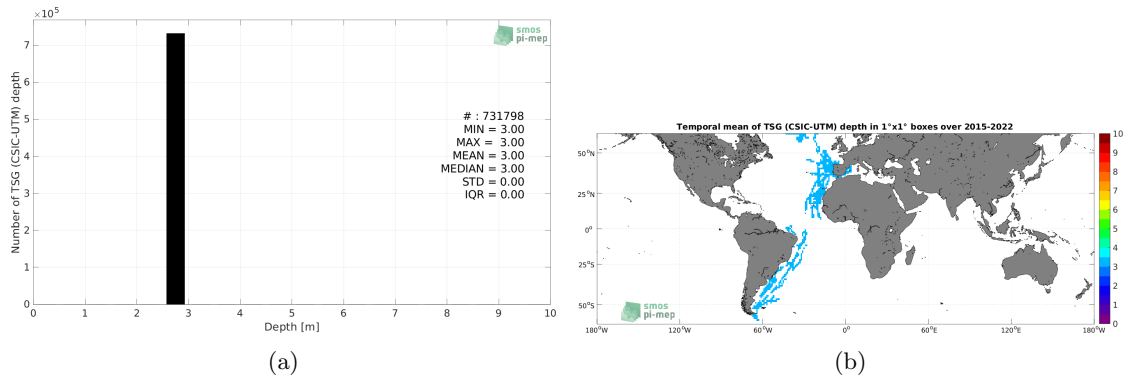 ×10⁵
7
6
5
4
3
2
1
0
Number of TSG (CSIC-UTM) depth
smos
pi-mep
# : 731798
MIN = 3.00
MAX = 3.00
MEAN = 3.00
MEDIAN = 3.00
STD = 0.00
IQR = 0.00
0 1 2 3 4 5 6 7 8 9 10
Depth [m]
(a)
Temporal mean of TSG (CSIC-UTM) depth in 1°x1° boxes over 2015-2022
50°N
25°N
0°
25°S
50°S
smos
pi-mep
180°W 120°W 60°W 0° 60°E 120°E 180°W
10
9
8
7
6
5
4
3
2
1
0
(b)